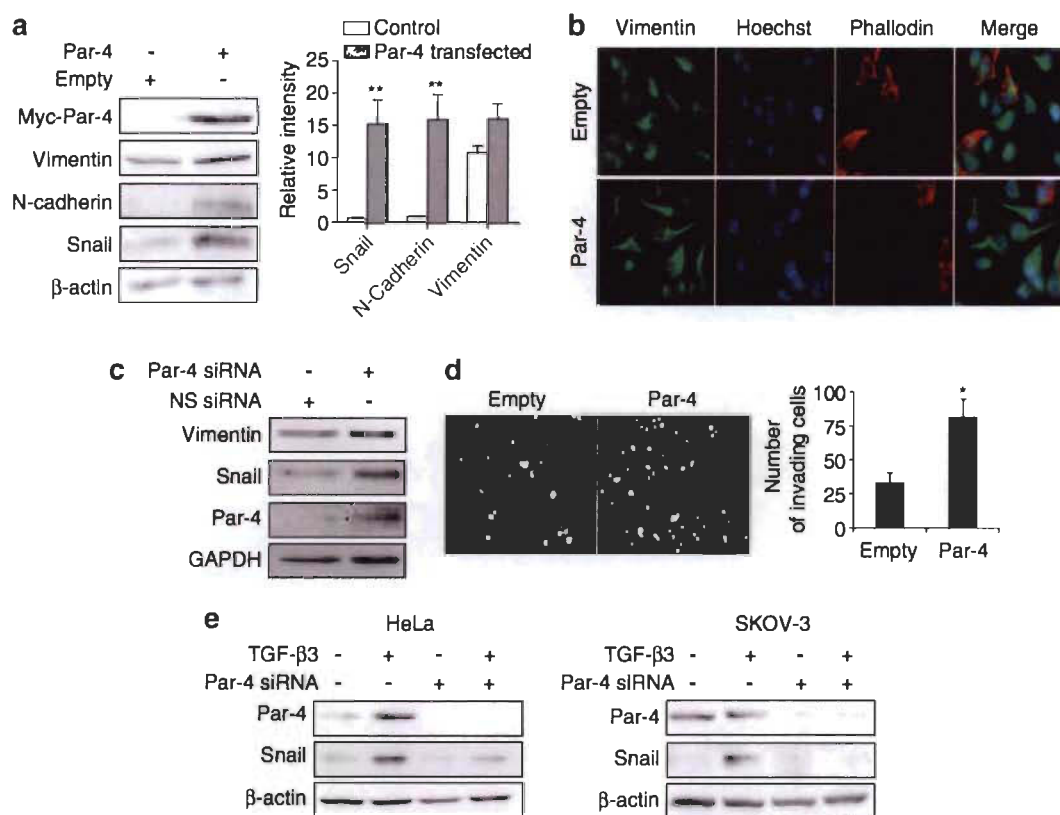 a
Par-4 - +
Empty + -
Myc-Par-4
Vimentin
N-cadherin
Snail
β-actin
Control
Par-4 transfected
Relative intensity
25
20
15
10
5
0
** **
Snail
N-Cadherin
Vimentin
b
Vimentin Hoechst Phallodin Merge
Empty
Par-4
c
Par-4 siRNA - +
NS siRNA + -
Vimentin
Snail
Par-4
GAPDH
d
Empty Par-4
Number
of invading cells
100
75
50
25
0
*
Empty Par-4
e
HeLa
TGF-β3 - + - +
Par-4 siRNA - - + +
Par-4
Snail
β-actin
SKOV-3
TGF-β3 - + - +
Par-4 siRNA - - + +
Par-4
Snail
β-actin